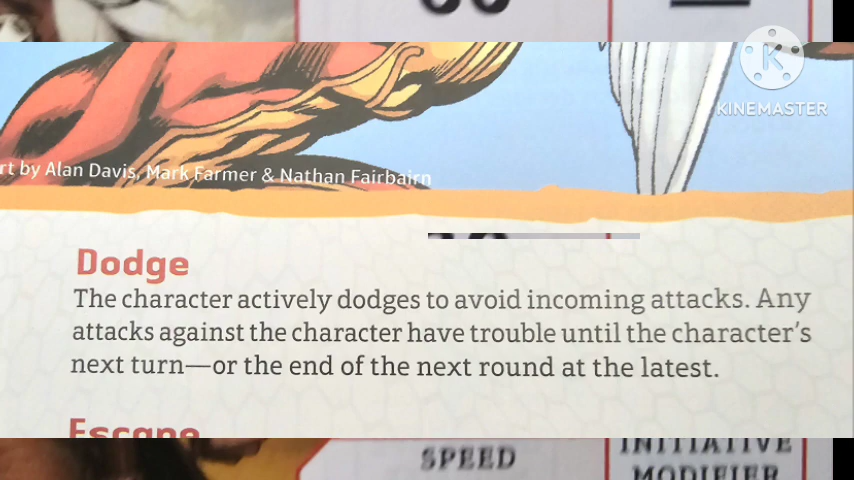 KINEMASTER
rt by Alan Davis, Mark Farmer & Nathan Fairbairn
Dodge
The character actively dodges to avoid incoming attacks. Any
attacks against the character have trouble until the character's
next turn—or the end of the next round at the latest.
Escape
SPEED
INITIATIVE
MODIFIER